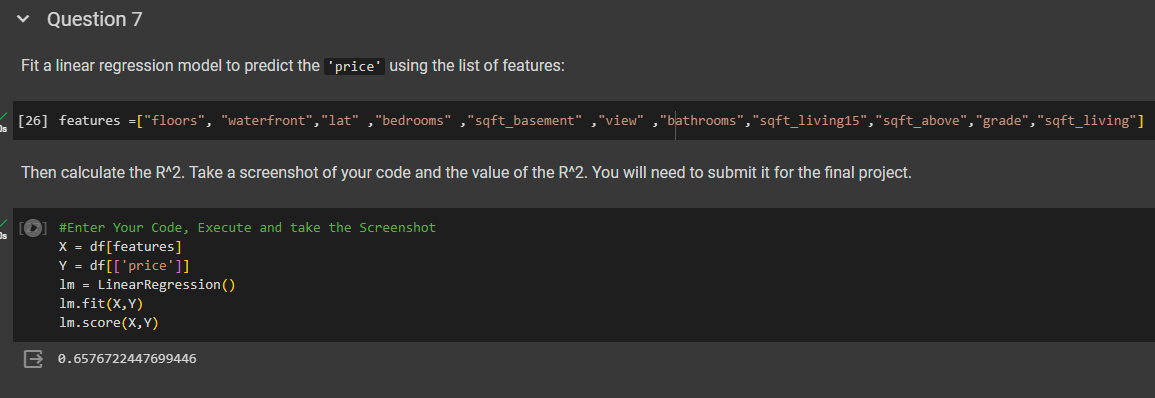 Question 7
Fit a linear regression model to predict the 'price' using the list of features:
[26] features =["floors", "waterfront","lat" ,"bedrooms" ,"sqft_basement" ,"view" ,"bathrooms","sqft_living15","sqft_above","grade","sqft_living"]
0s
Then calculate the R^2. Take a screenshot of your code and the value of the R^2. You will need to submit it for the final project.
#Enter Your Code, Execute and take the Screenshot
0s
X = df[features]
Y = df[['price']]
lm = LinearRegression()
lm.fit(X,Y)
lm.score(X,Y)
0.6576722447699446